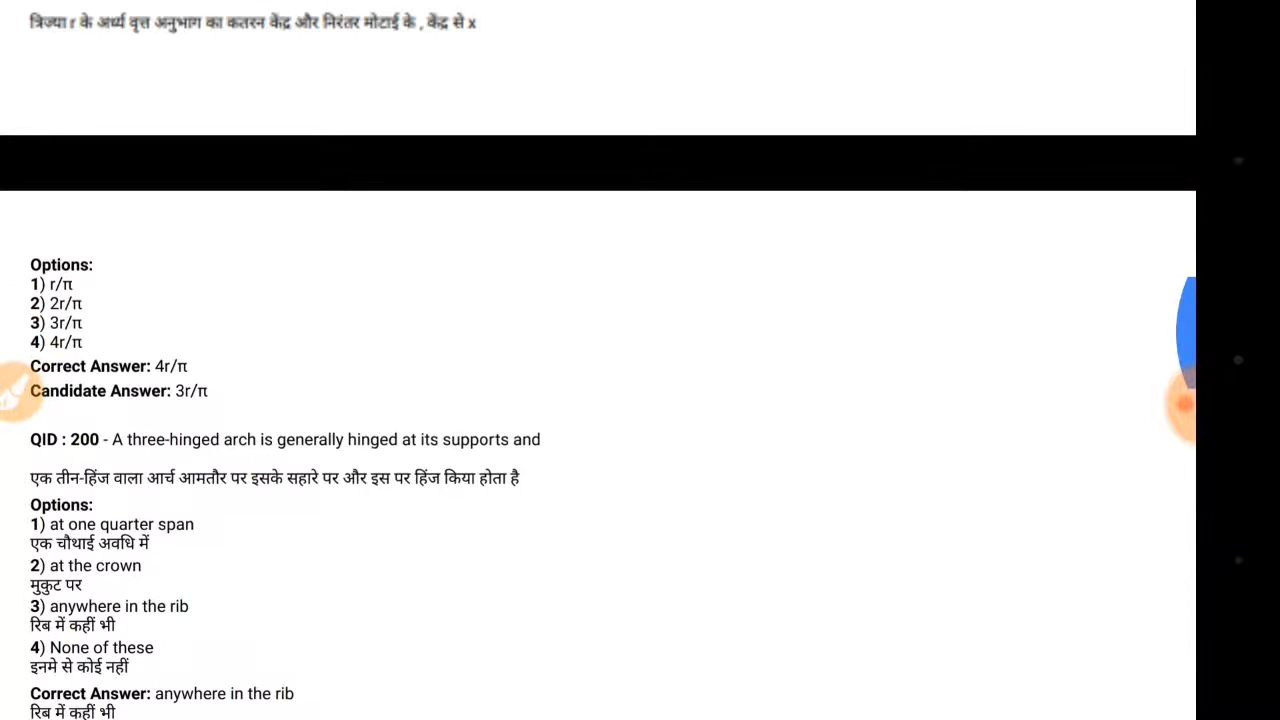 त्रिज्या r के अर्ध्य वृत्त अनुभाग का कतरन केंद्र और निरंतर मोटाई के , केंद्र से x
Options:
1) r/π
2) 2r/π
3) 3r/π
4) 4r/π
Correct Answer: 4r/π
Candidate Answer: 3r/π
QID : 200 - A three-hinged arch is generally hinged at its supports and
एक तीन-हिंज वाला आर्च आमतौर पर इसके सहारे पर और इस पर हिंज किया होता है
Options:
1) at one quarter span
एक चौथाई अवधि में
2) at the crown
मुकुट पर
3) anywhere in the rib
रिब में कहीं भी
4) None of these
इनमे से कोई नहीं
Correct Answer: anywhere in the rib
रिब में कहीं भी